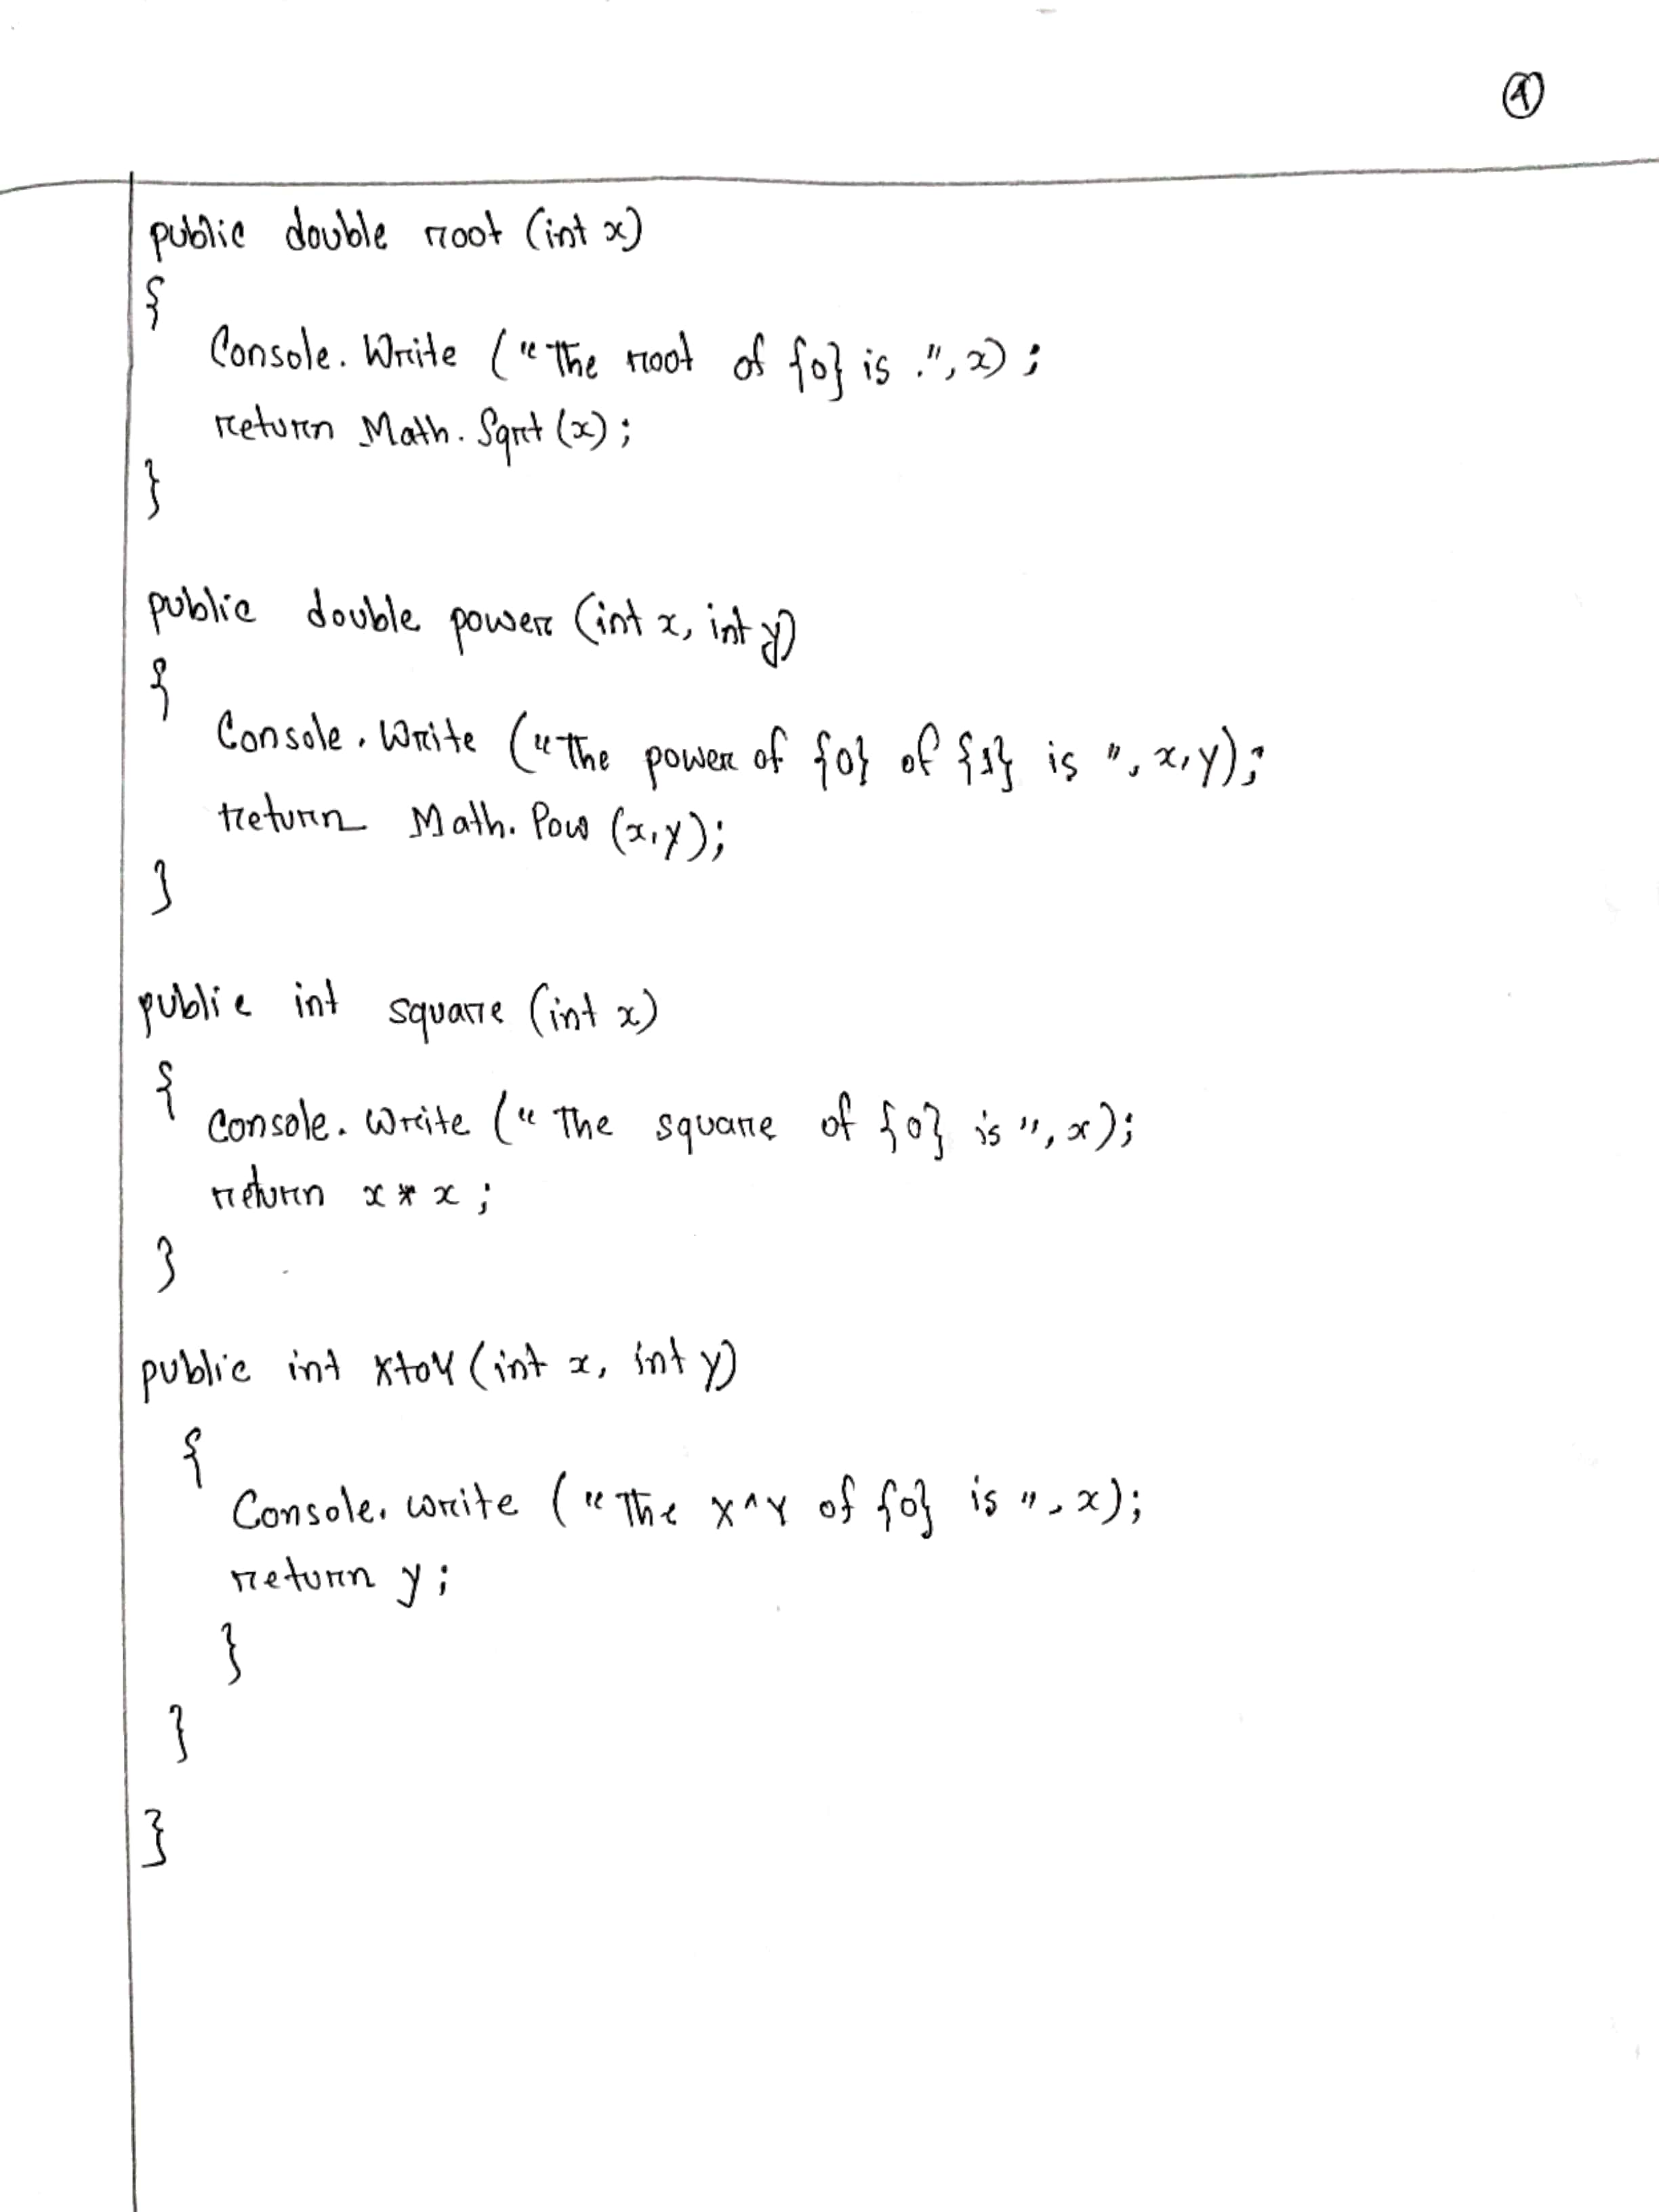 4
public double root (int x)
{
Console. Write ("The root of {0} is .", x) ;
return Math. Sqrt (x) ;
}
public double power (int x, int y)
{
Console. Write ("The power of {0} of {1} is ", x, y) ;
return Math. Pow (x,y);
}
public int square (int x)
{
Console. Write (" The square of {0} is ", x);
return x * x ;
}
public int XtoY (int x, int y)
{
Console. Write ("The X^Y of {0} is ", x);
return y;
}
}
}